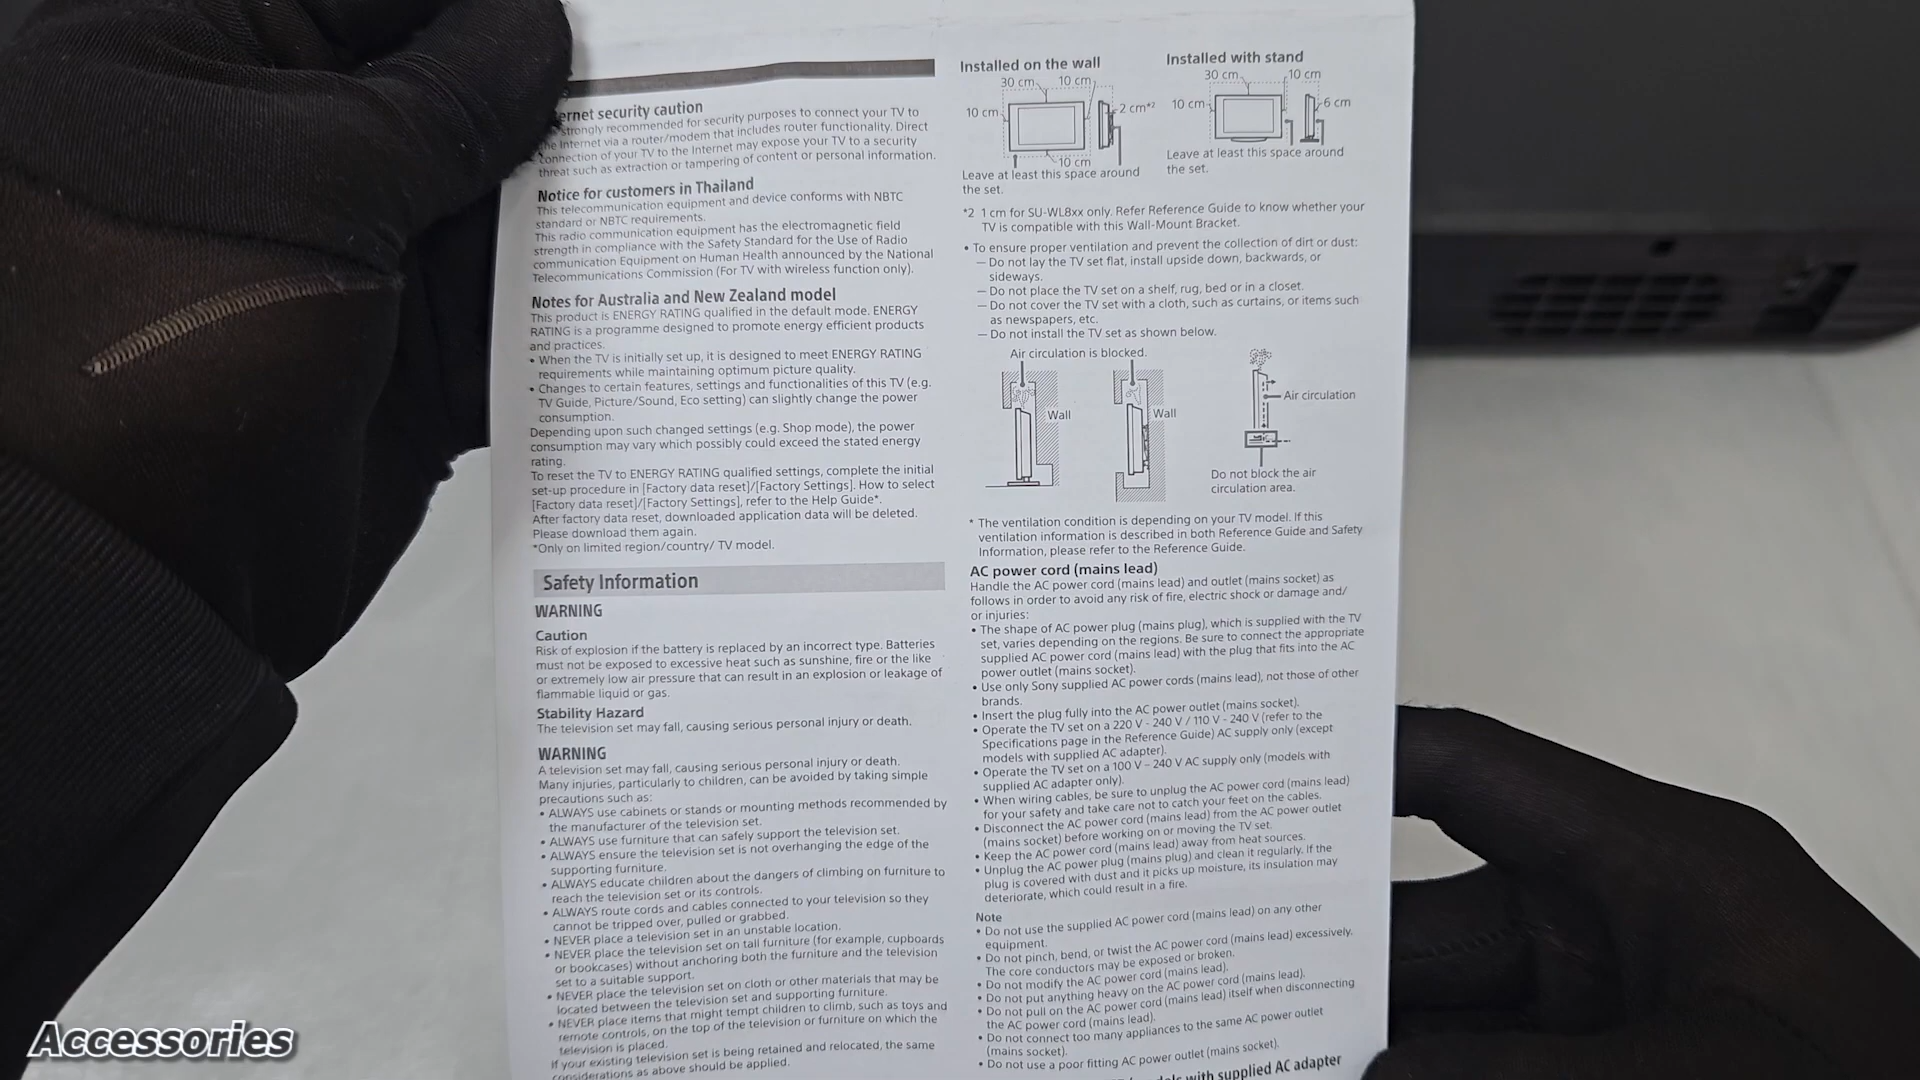 ernet security caution
strongly recommended for security purposes to connect your TV to
the Internet via a router/modem that includes router functionality. Direct
connection of your TV to the Internet may expose your TV to a security
threat such as extraction or tampering of content or personal information.
Notice for customers in Thailand
This telecommunication equipment and device conforms with NBTC
standard or NBTC requirements.
This radio communication equipment has the electromagnetic field
strength in compliance with the Safety Standard for the Use of Radio
communication Equipment on Human Health announced by the National
Telecommunications Commission (For TV with wireless function only).
Notes for Australia and New Zealand model
This product is ENERGY RATING qualified in the default mode. ENERGY
RATING is a programme designed to promote energy efficient products
and practices.
• When the TV is initially set up, it is designed to meet ENERGY RATING
requirements while maintaining optimum picture quality.
• Changes to certain features, settings and functionalities of this TV (e.g.
TV Guide, Picture/Sound, Eco setting) can slightly change the power
consumption.
Depending upon such changed settings (e.g. Shop mode), the power
consumption may vary which possibly could exceed the stated energy
rating.
To reset the TV to ENERGY RATING qualified settings, complete the initial
set-up procedure in [Factory data reset]/[Factory Settings]. How to select
[Factory data reset]/[Factory Settings], refer to the Help Guide*.
After factory data reset, downloaded application data will be deleted.
Please download them again.
*Only on limited region/country/ TV model.
Safety Information
WARNING
Caution
Risk of explosion if the battery is replaced by an incorrect type. Batteries
must not be exposed to excessive heat such as sunshine, fire or the like
or extremely low air pressure that can result in an explosion or leakage of
flammable liquid or gas.
Stability Hazard
The television set may fall, causing serious personal injury or death.
WARNING
A television set may fall, causing serious personal injury or death.
Many injuries, particularly to children, can be avoided by taking simple
precautions such as:
• ALWAYS use cabinets or stands or mounting methods recommended by
the manufacturer of the television set.
• ALWAYS use furniture that can safely support the television set.
• ALWAYS ensure the television set is not overhanging the edge of the
supporting furniture.
• ALWAYS educate children about the dangers of climbing on furniture to
reach the television set or its controls.
• ALWAYS route cords and cables connected to your television so they
cannot be tripped over, pulled or grabbed.
• NEVER place a television set in an unstable location.
• NEVER place the television set on tall furniture (for example, cupboards
or bookcases) without anchoring both the furniture and the television
set to a suitable support.
• NEVER place the television set on cloth or other materials that may be
located between the television set and supporting furniture.
• NEVER place items that might tempt children to climb, such as toys and
remote controls, on the top of the television or furniture on which the
television is placed.
If your existing television set is being retained and relocated, the same
considerations as above should be applied.
Installed on the wall
30 cm
10 cm
10 cm
2 cm*2
10 cm
Leave at least this space around
the set.
Installed with stand
30 cm
10 cm
10 cm
6 cm
Leave at least this space around
the set.
*2 1 cm for SU-WL8xx only. Refer Reference Guide to know whether your
TV is compatible with this Wall-Mount Bracket.
• To ensure proper ventilation and prevent the collection of dirt or dust:
— Do not lay the TV set flat, install upside down, backwards, or
sideways.
— Do not place the TV set on a shelf, rug, bed or in a closet.
— Do not cover the TV set with a cloth, such as curtains, or items such
as newspapers, etc.
— Do not install the TV set as shown below.
Air circulation is blocked.
Wall
Wall
Air circulation
Do not block the air
circulation area.
* The ventilation condition is depending on your TV model. If this
ventilation information is described in both Reference Guide and Safety
Information, please refer to the Reference Guide.
AC power cord (mains lead)
Handle the AC power cord (mains lead) and outlet (mains socket) as
follows in order to avoid any risk of fire, electric shock or damage and/
or injuries:
• The shape of AC power plug (mains plug), which is supplied with the TV
set, varies depending on the regions. Be sure to connect the appropriate
supplied AC power cord (mains lead) with the plug that fits into the AC
power outlet (mains socket).
• Use only Sony supplied AC power cords (mains lead), not those of other
brands.
• Insert the plug fully into the AC power outlet (mains socket).
• Operate the TV set on a 220 V - 240 V / 110 V - 240 V (refer to the
Specifications page in the Reference Guide) AC supply only (except
models with supplied AC adapter).
• Operate the TV set on a 100 V – 240 V AC supply only (models with
supplied AC adapter only).
• When wiring cables, be sure to unplug the AC power cord (mains lead)
for your safety and take care not to catch your feet on the cables.
• Disconnect the AC power cord (mains lead) from the AC power outlet
(mains socket) before working on or moving the TV set.
• Keep the AC power cord (mains lead) away from heat sources.
• Unplug the AC power plug (mains plug) and clean it regularly. If the
plug is covered with dust and it picks up moisture, its insulation may
deteriorate, which could result in a fire.
Note
• Do not use the supplied AC power cord (mains lead) on any other
equipment.
• Do not pinch, bend, or twist the AC power cord (mains lead) excessively.
The core conductors may be exposed or broken.
• Do not modify the AC power cord (mains lead).
• Do not put anything heavy on the AC power cord (mains lead).
• Do not pull on the AC power cord (mains lead) itself when disconnecting
the AC power cord (mains lead).
• Do not connect too many appliances to the same AC power outlet
(mains socket).
• Do not use a poor fitting AC power outlet (mains socket).
with supplied AC adapter
Accessories